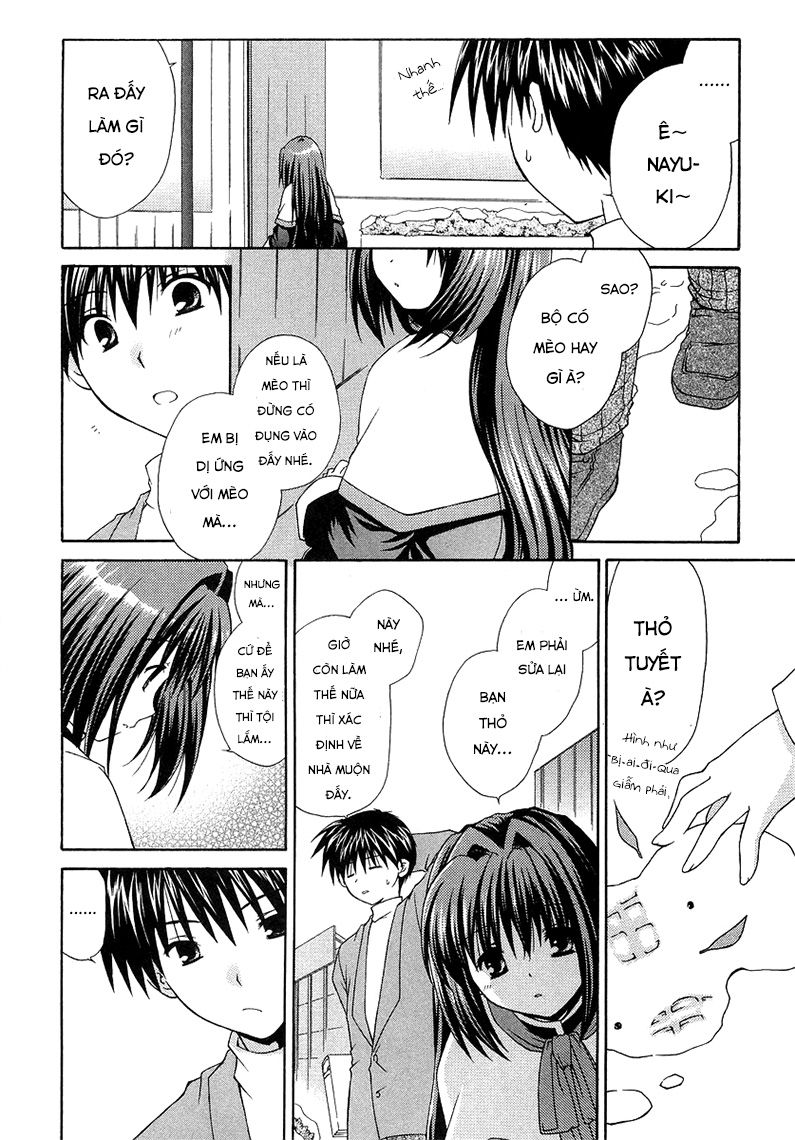 ......
Ê~
NAYU-
KI~
Nhanh
thế...
RA ĐẤY
LÀM GÌ
ĐÓ?
SAO?
BỘ CÓ
MÈO HAY
GÌ À?
NẾU LÀ
MÈO THÌ
ĐỪNG CÓ
ĐỤNG VÀO
ĐẤY NHÉ.
EM BỊ
DỊ ỨNG
VỚI MÈO
MÀ...
THỎ
TUYẾT
À?
Hình như
Bị-ai-đi-Qua
Giẫm Phải.
... ỪM.
EM PHẢI
SỬA LẠI
BẠN
THỎ
NÀY...
NÀY
NHÉ,
GIỜ
CÒN LÀM
THẾ NỮA
THÌ XÁC
ĐỊNH VỀ
NHÀ MUỘN
ĐẤY.
NHƯNG
MÀ...
CỨ ĐỀ
BẠN ẤY
THẾ NÀY
THÌ TỘI
LẮM...
......